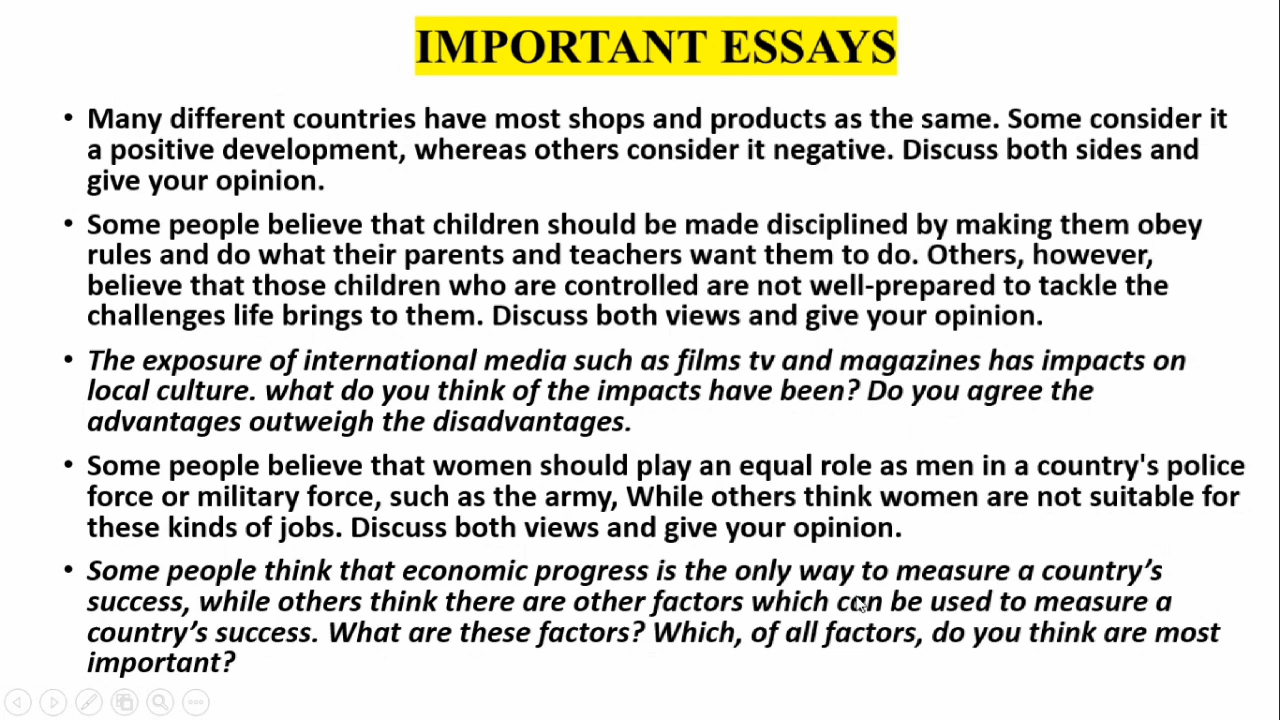 IMPORTANT ESSAYS
• Many different countries have most shops and products as the same. Some consider it
a positive development, whereas others consider it negative. Discuss both sides and
give your opinion.
• Some people believe that children should be made disciplined by making them obey
rules and do what their parents and teachers want them to do. Others, however,
believe that those children who are controlled are not well-prepared to tackle the
challenges life brings to them. Discuss both views and give your opinion.
• The exposure of international media such as films tv and magazines has impacts on
local culture. what do you think of the impacts have been? Do you agree the
advantages outweigh the disadvantages.
• Some people believe that women should play an equal role as men in a country's police
force or military force, such as the army, While others think women are not suitable for
these kinds of jobs. Discuss both views and give your opinion.
• Some people think that economic progress is the only way to measure a country’s
success, while others think there are other factors which can be used to measure a
country’s success. What are these factors? Which, of all factors, do you think are most
important?